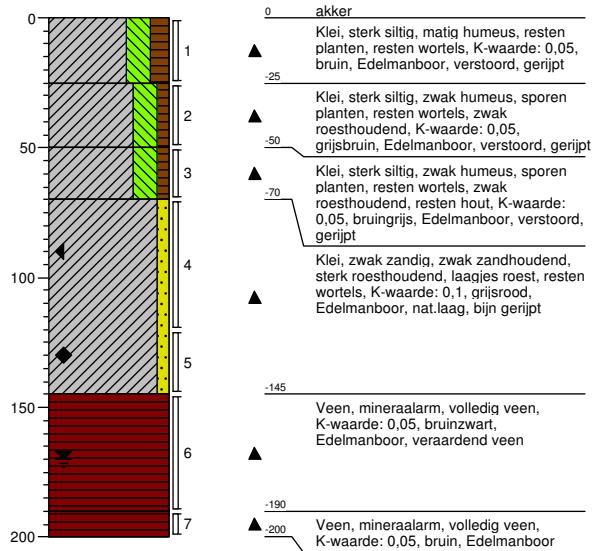 0
50
100
150
200
1
2
3
4
5
6
7
0 akker
Klei, sterk siltig, matig humeus, resten
planten, resten wortels, K-waarde: 0,05,
bruin, Edelmanboor, verstoord, gerijpt
-25
Klei, sterk siltig, zwak humeus, sporen
planten, resten wortels, zwak
roesthoudend, K-waarde: 0,05,
grijsbruin, Edelmanboor, verstoord, gerijpt
-50
Klei, sterk siltig, zwak humeus, sporen
planten, resten wortels, zwak
roesthoudend, resten hout, K-waarde:
0,05, bruingrijs, Edelmanboor, verstoord,
gerijpt
-70
Klei, zwak zandig, zwak zandhoudend,
sterk roesthoudend, laagjes roest, resten
wortels, K-waarde: 0,1, grijsrood,
Edelmanboor, nat.laag, bijn gerijpt
-145
Veen, mineraalarm, volledig veen,
K-waarde: 0,05, bruinzwart,
Edelmanboor, veraardend veen
-190
Veen, mineraalarm, volledig veen,
K-waarde: 0,05, bruin, Edelmanboor
-200